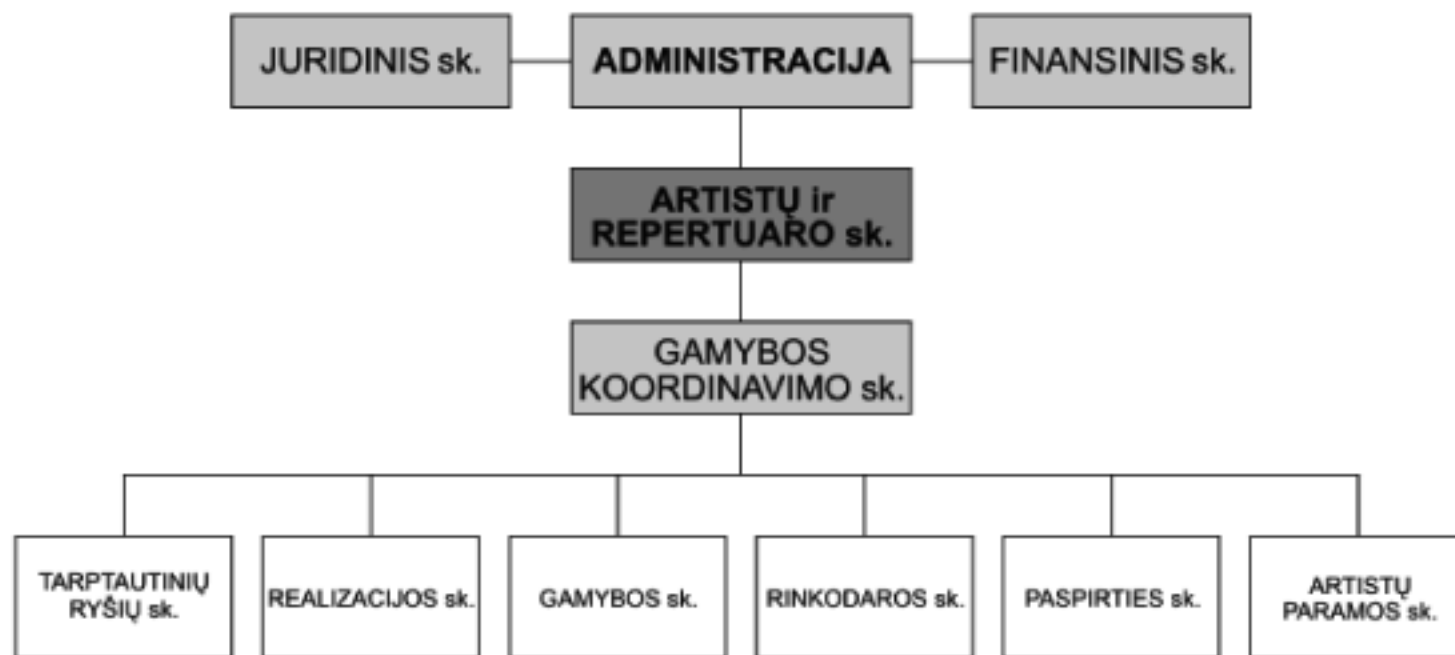 JURIDINIS sk.
ADMINISTRACIJA
FINANSINIS sk.
ARTISTŲ ir
REPERTUARO sk.
GAMYBOS
KOORDINAVIMO sk.
TARPTAUTINIŲ
RYŠIŲ sk.
REALIZACIJOS sk.
GAMYBOS sk.
RINKODAROS sk.
PASPIRTIES sk.
ARTISTŲ
PARAMOS sk.